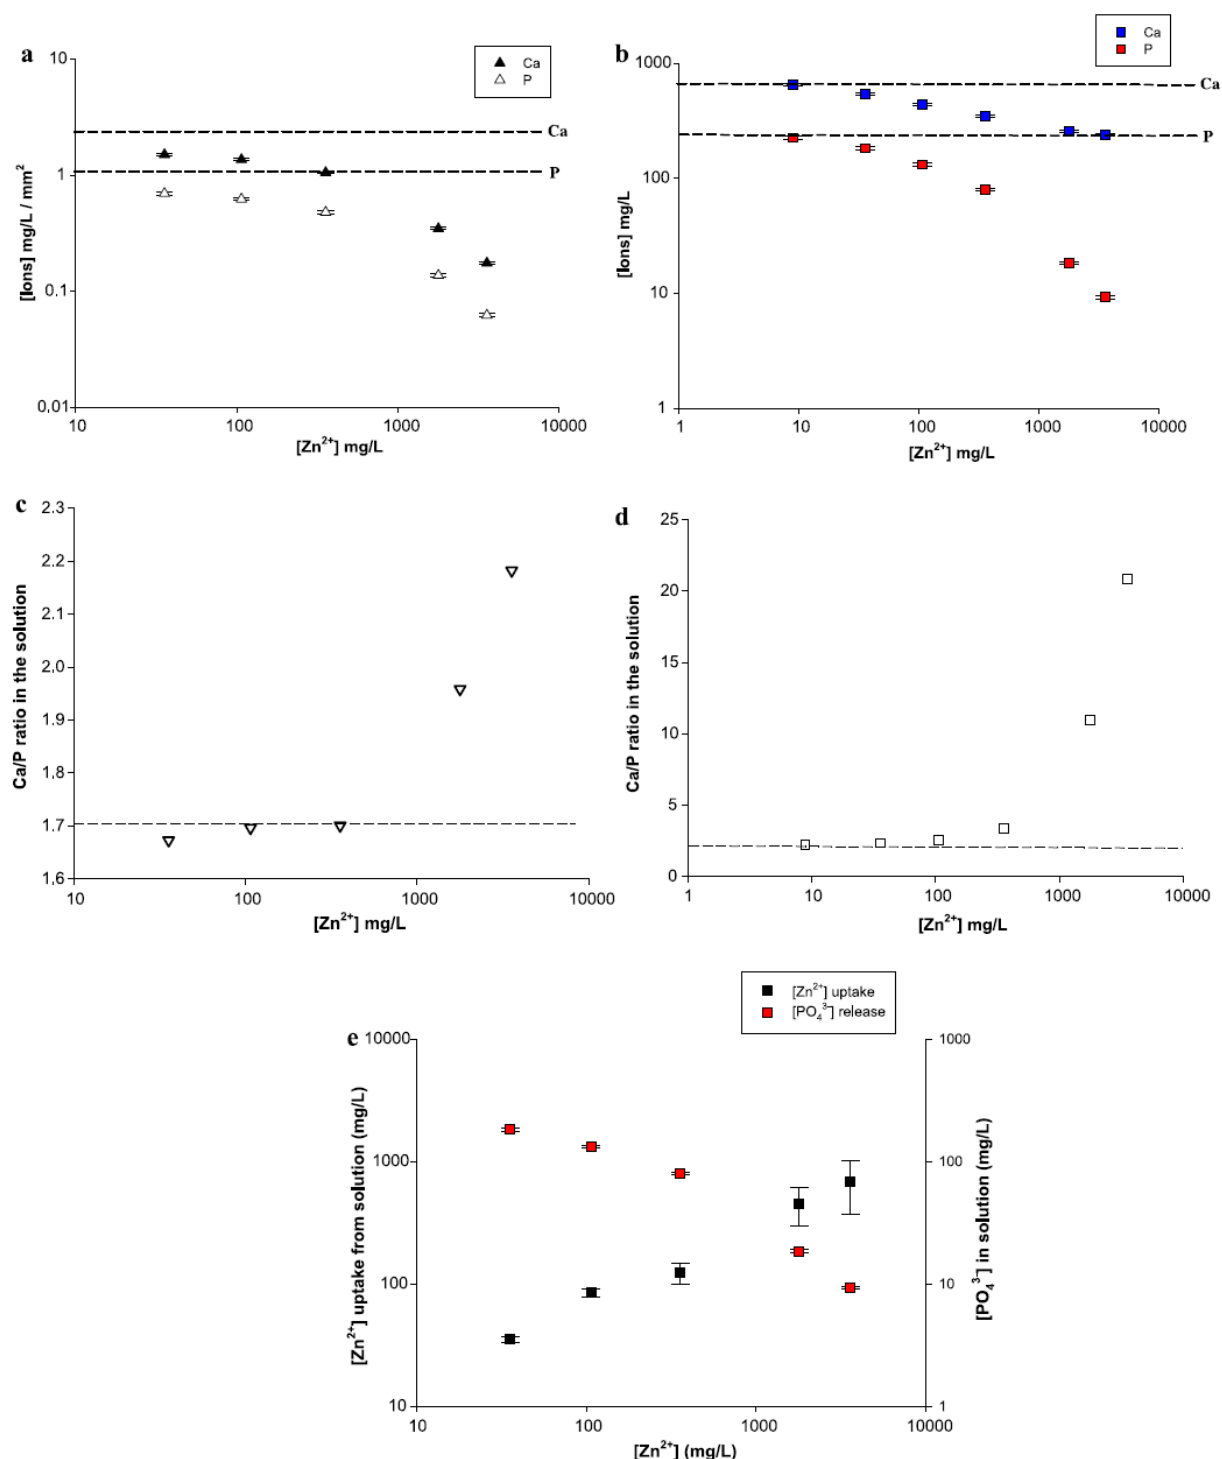 a
Ca
P
10
1
0.1
0.01
Ca
P
[Ions] mg/L / mm²
10 100 1000 10000
[Zn²⁺] mg/L
b
Ca
P
1000
100
10
1
Ca
P
[Ions] mg/L
1 10 100 1000 10000
[Zn²⁺] mg/L
c
2.3
2.2
2.1
2.0
1.9
1.8
1.7
1.6
Ca/P ratio in the solution
10 100 1000 10000
[Zn²⁺] mg/L
d
25
20
15
10
5
0
Ca/P ratio in the solution
1 10 100 1000 10000
[Zn²⁺] mg/L
[Zn²⁺] uptake
[PO₄³⁻] release
e
10000
1000
100
10
[Zn²⁺] uptake from solution (mg/L)
1000
100
10
1
[PO₄³⁻] in solution (mg/L)
10 100 1000 10000
[Zn²⁺] (mg/L)